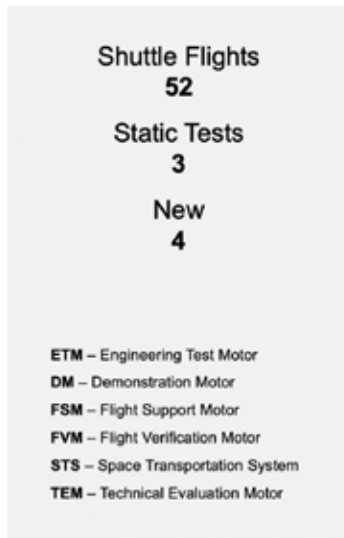 Shuttle Flights
52
Static Tests
3
New
4
ETM – Engineering Test Motor
DM – Demonstration Motor
FSM – Flight Support Motor
FVM – Flight Verification Motor
STS – Space Transportation System
TEM – Technical Evaluation Motor